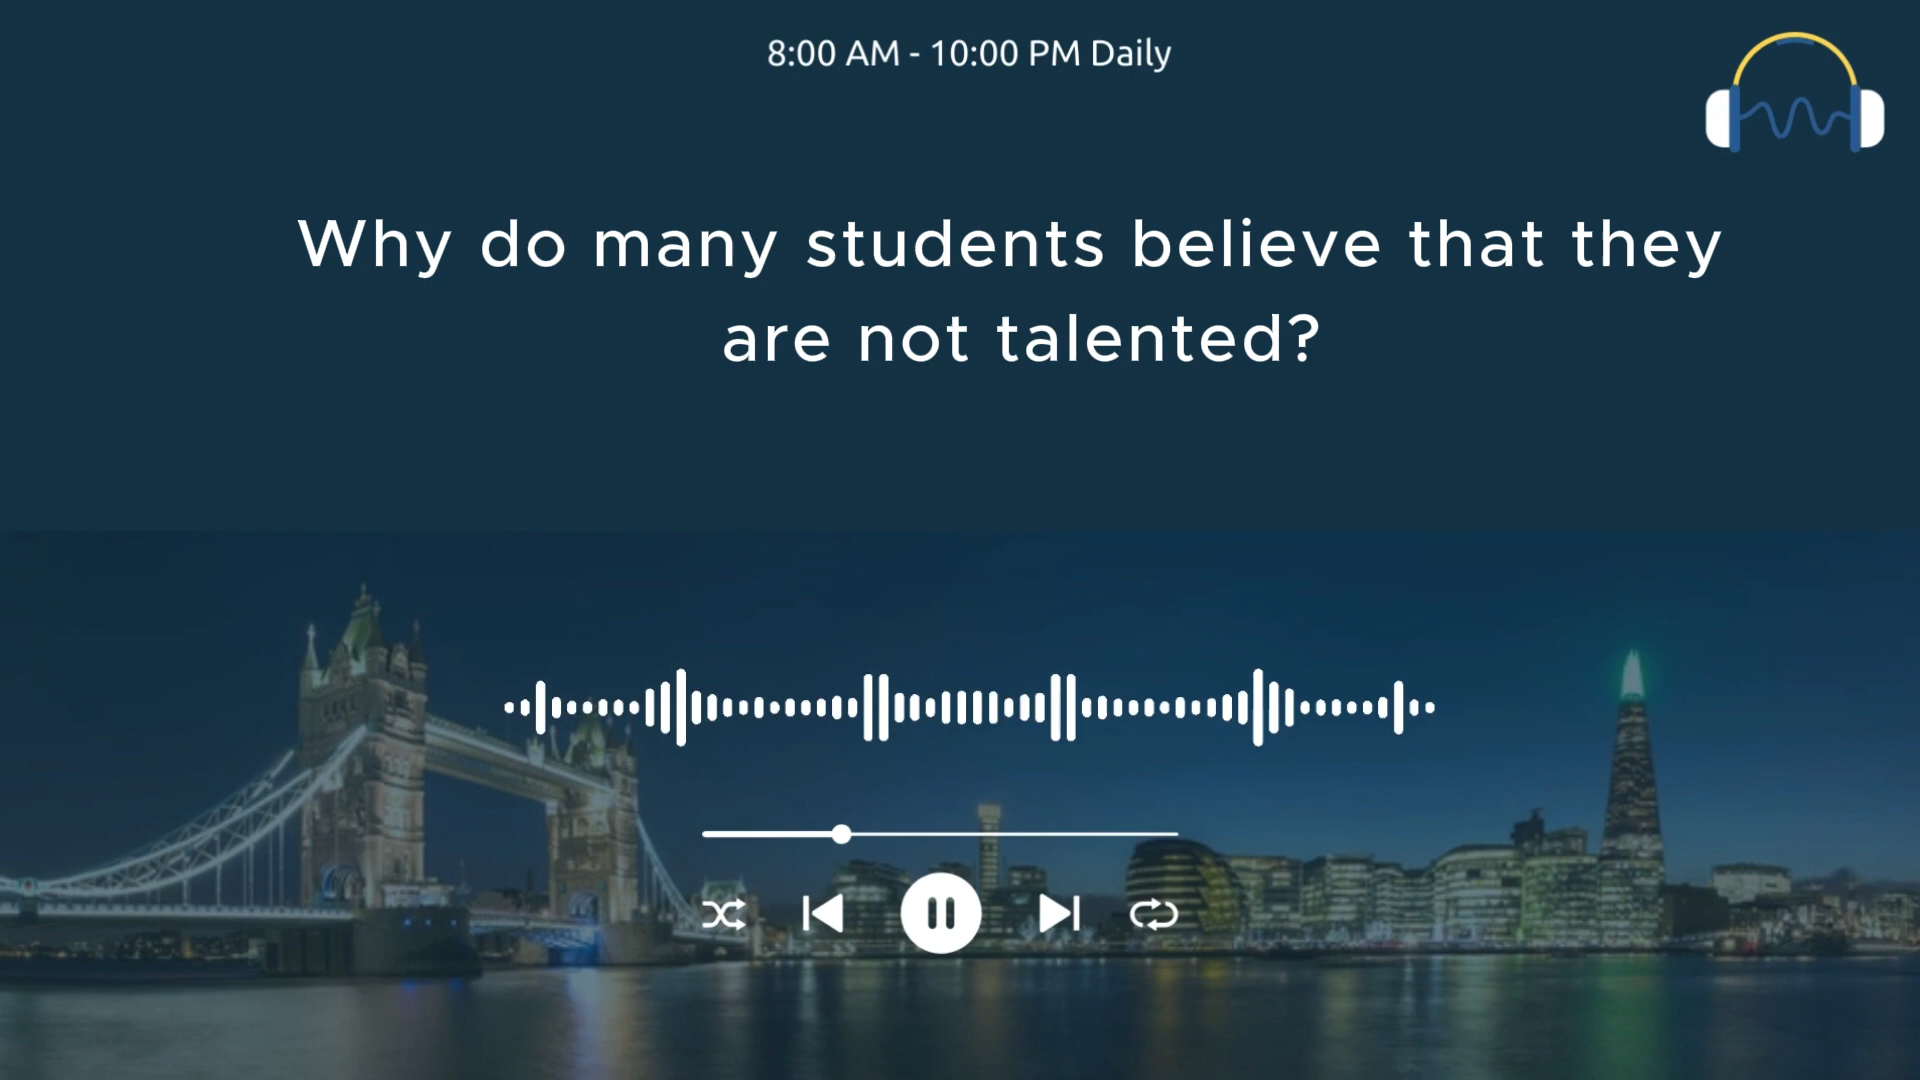 8:00 AM - 10:00 PM Daily
Why do many students believe that they
are not talented?